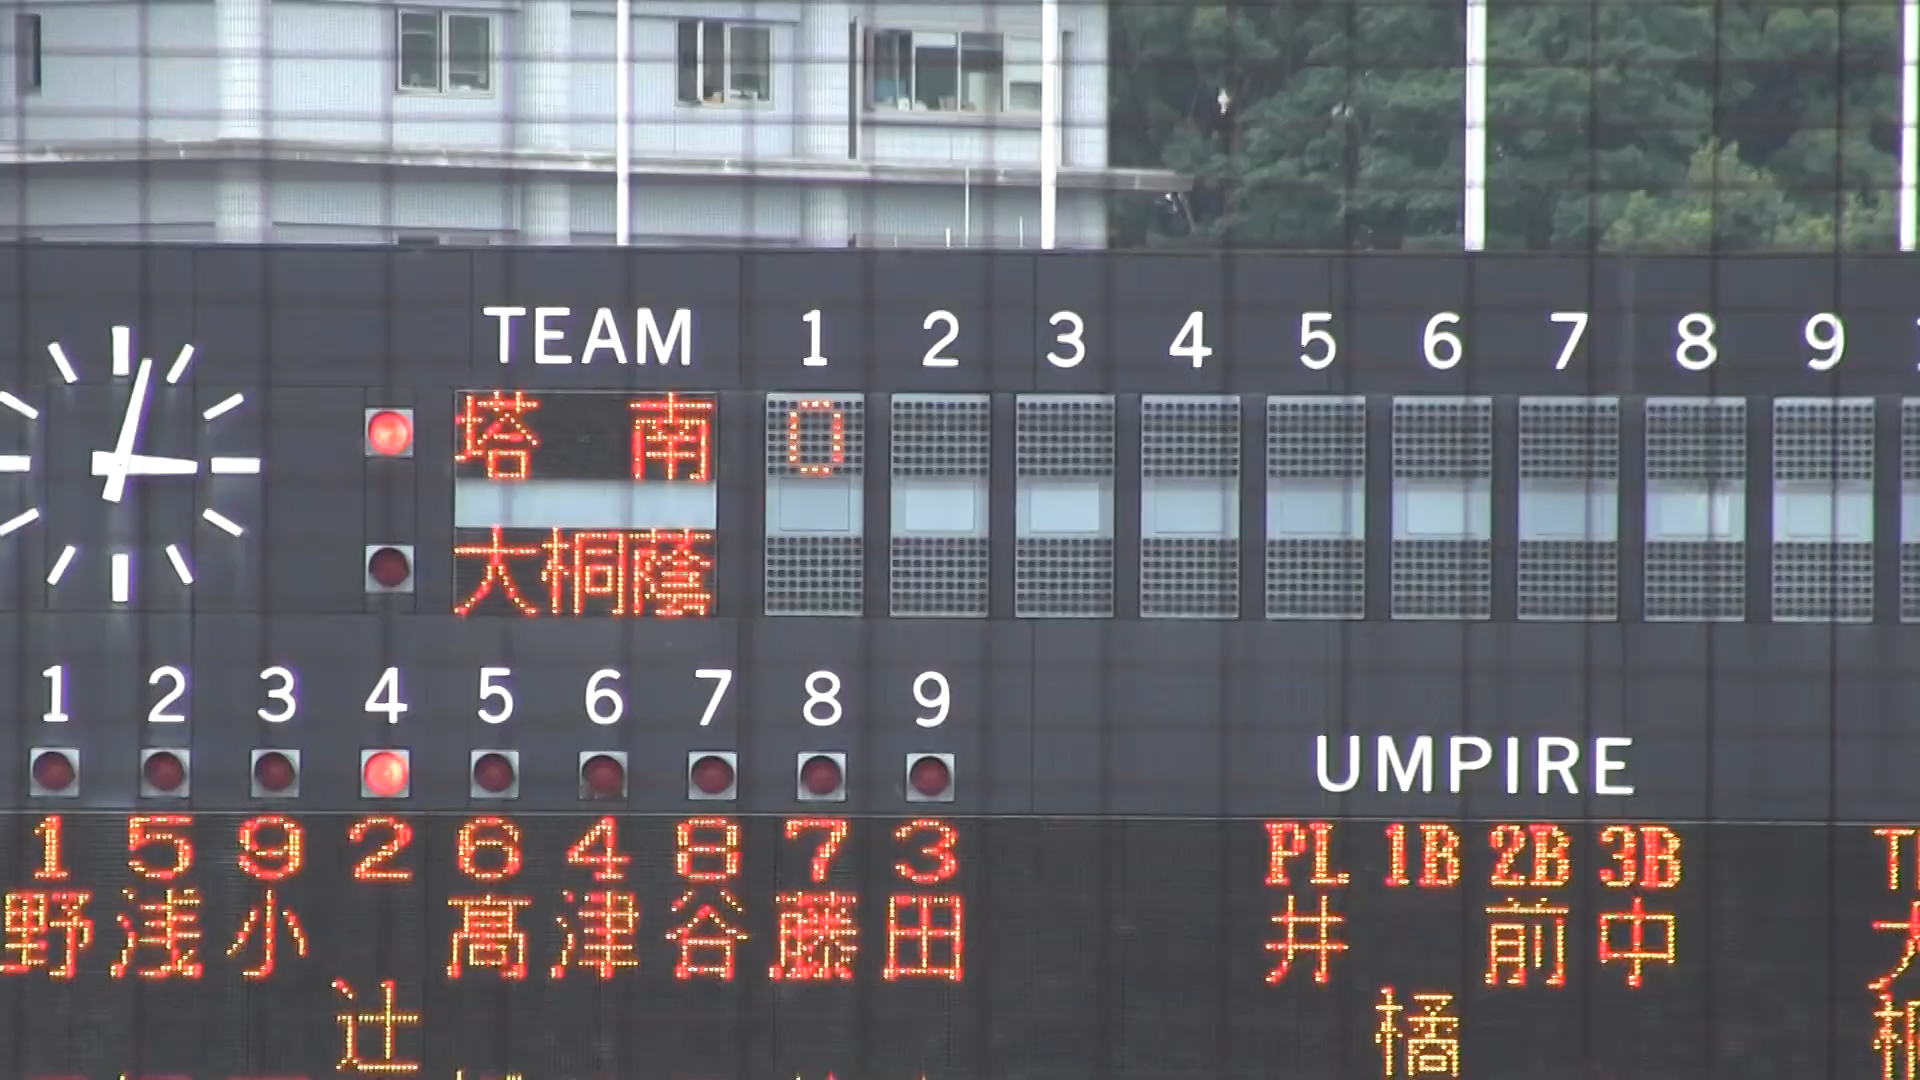 TEAM 1 2 3 4 5 6 7 8 9
塔南 0
大桐蔭
1 2 3 4 5 6 7 8 9
UMPIRE
1 5 9 2 6 4 8 7 3
PL 1B 2B 3B
野 浅 小 辻 髙 津 谷 藤 田
井 橘 前 中